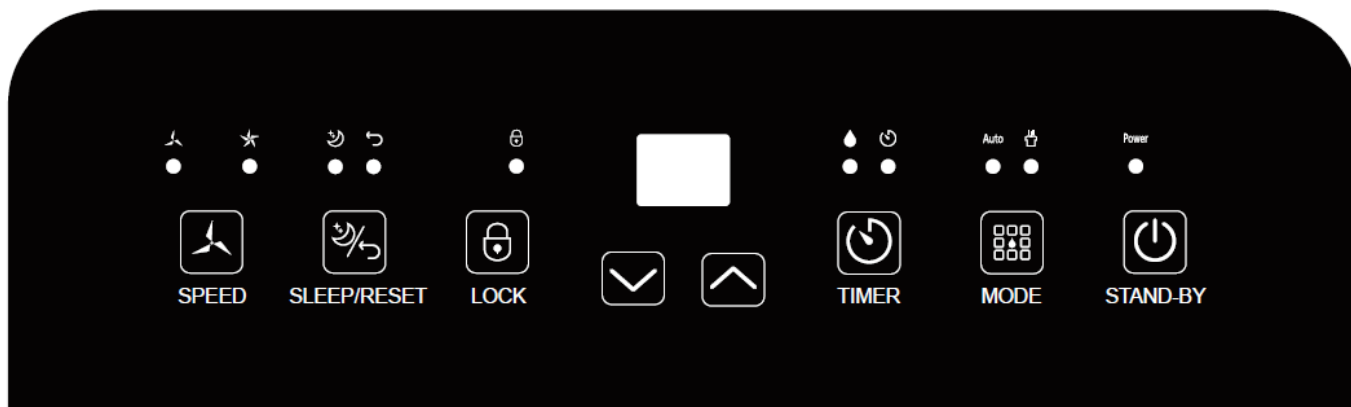 Auto
Power
SPEED
SLEEP/RESET
LOCK
TIMER
MODE
STAND-BY